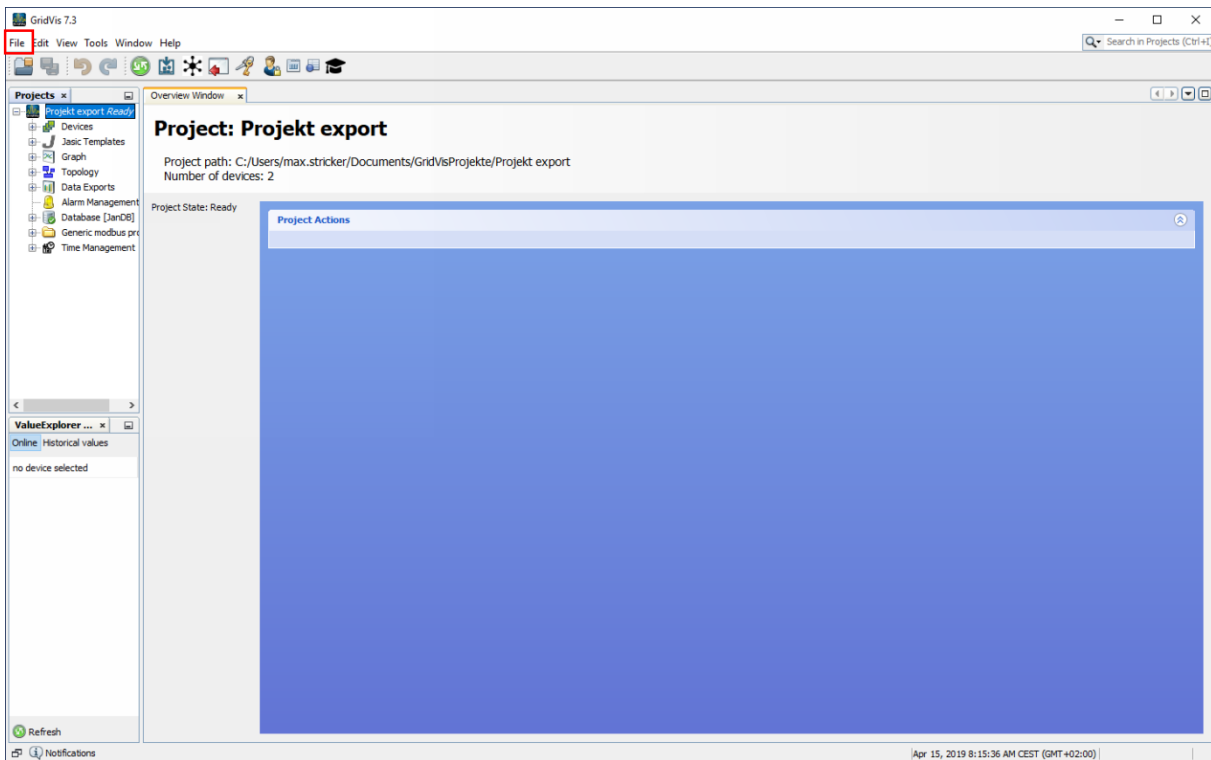 GridVis 7.3
File Edit View Tools Window Help
Search in Projects (Ctrl+I)
Projects
Overview Window
Projekt export Ready
Devices
Jasic Templates
Graph
Topology
Data Exports
Alarm Management
Database [JanDB]
Generic modbus pro
Time Management
Project: Projekt export
Project path: C:/Users/max.stricker/Documents/GridVisProjekte/Projekt export
Number of devices: 2
Project State: Ready
Project Actions
ValueExplorer ...
Online Historical values
no device selected
Refresh
Notifications
Apr 15, 2019 8:15:36 AM CEST (GMT+02:00)